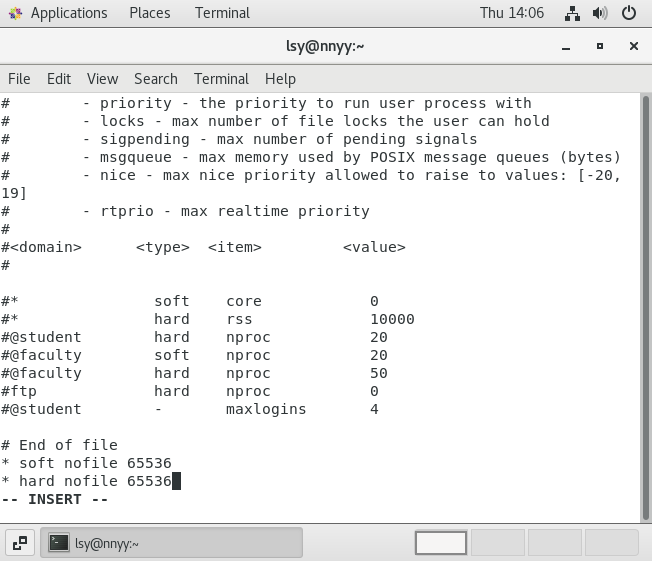 Applications Places Terminal Thu 14:06
lsy@nnyy:~
File Edit View Search Terminal Help
#        - priority - the priority to run user process with
#        - locks - max number of file locks the user can hold
#        - sigpending - max number of pending signals
#        - msgqueue - max memory used by POSIX message queues (bytes)
#        - nice - max nice priority allowed to raise to values: [-20,
19]
#        - rtprio - max realtime priority
#
#<domain>      <type>  <item>         <value>
#

#*               soft    core            0
#*               hard    rss             10000
#@student        hard    nproc           20
#@faculty        soft    nproc           20
#@faculty        hard    nproc           50
#ftp             hard    nproc           0
#@student        -       maxlogins       4

# End of file
* soft nofile 65536
* hard nofile 65536
-- INSERT --
lsy@nnyy:~